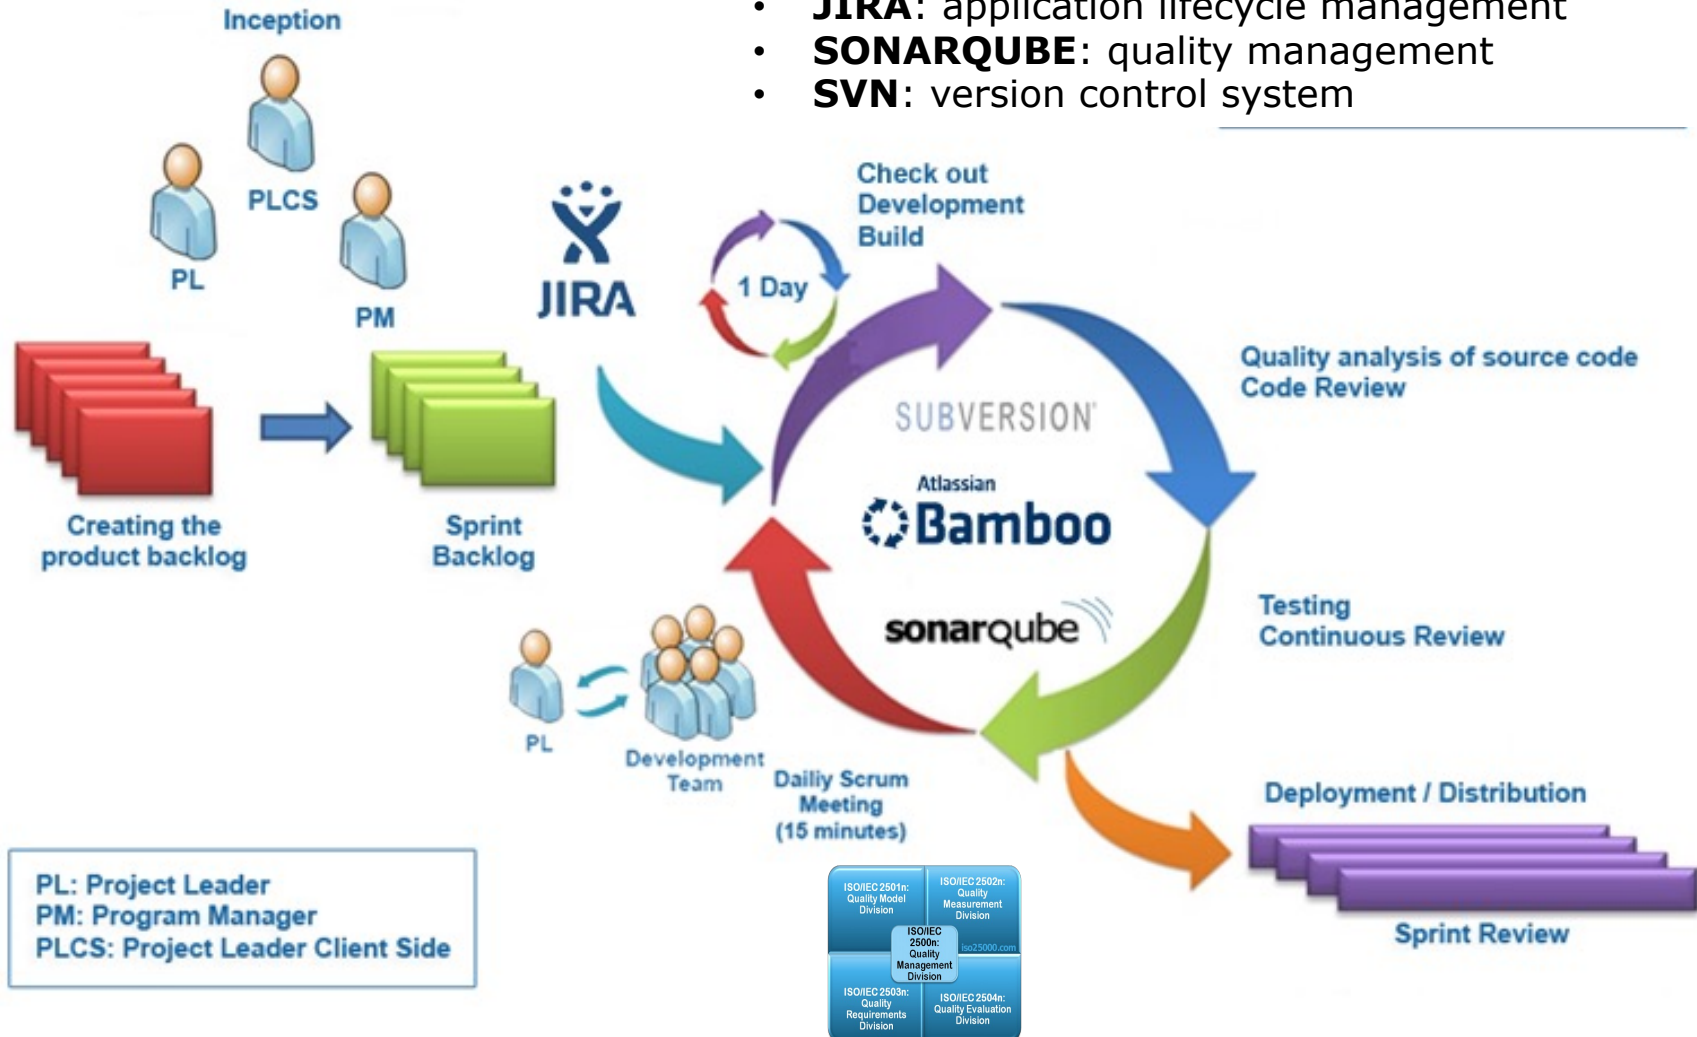 • JIRA: application lifecycle management
• SONARQUBE: quality management
• SVN: version control system
Inception
PLCS
PL
PM
JIRA
1 Day
Check out
Development
Build
Quality analysis of source code
Code Review
SUBVERSION
Atlassian
Bamboo
sonarqube
Creating the
product backlog
Sprint
Backlog
Testing
Continuous Review
PL
Development
Team
Dailiy Scrum
Meeting
(15 minutes)
Deployment / Distribution
Sprint Review
PL: Project Leader
PM: Program Manager
PLCS: Project Leader Client Side
ISO/IEC 2501n:
Quality Model
Division
ISO/IEC 2502n:
Quality
Measurement
Division
ISO/IEC
2500n:
Quality
Management
Division
iso25000.com
ISO/IEC 2503n:
Quality
Requirements
Division
ISO/IEC 2504n:
Quality Evaluation
Division